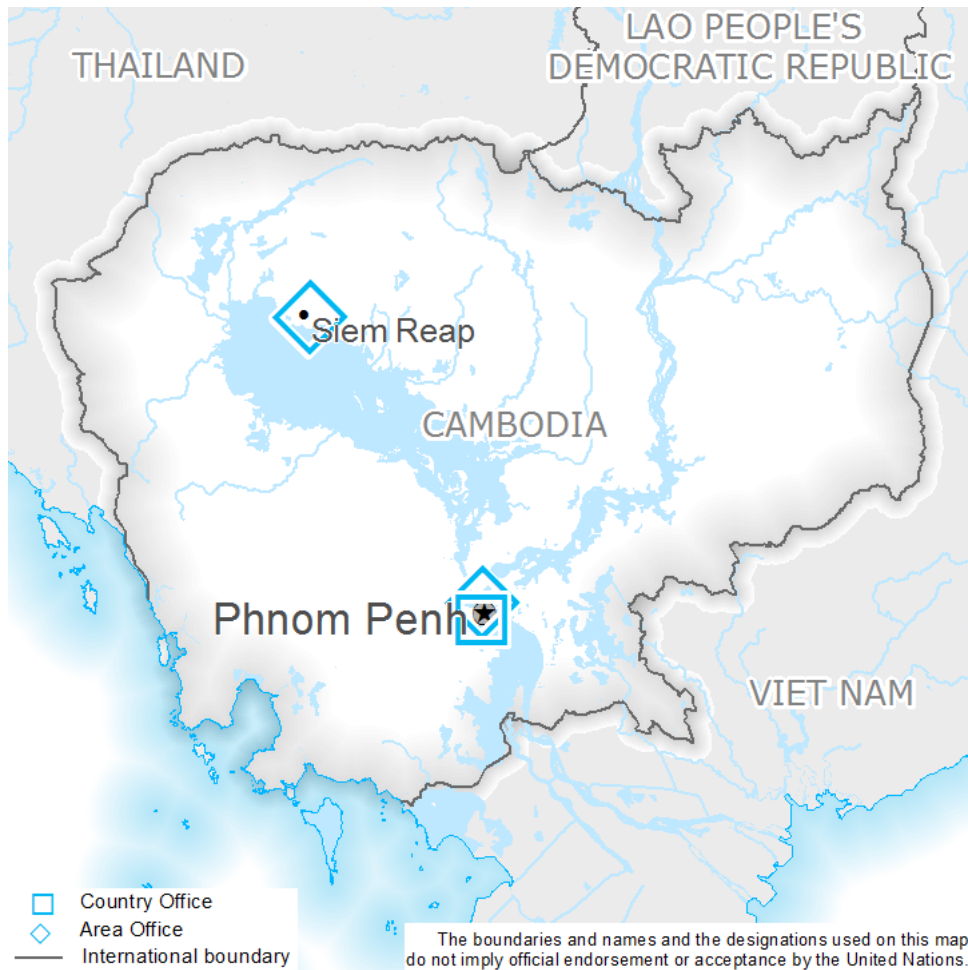 THAILAND
LAO PEOPLE'S
DEMOCRATIC REPUBLIC
Siem Reap
CAMBODIA
Phnom Penh
VIET NAM
Country Office
Area Office
International boundary
The boundaries and names and the designations used on this map
do not imply official endorsement or acceptance by the United Nations.